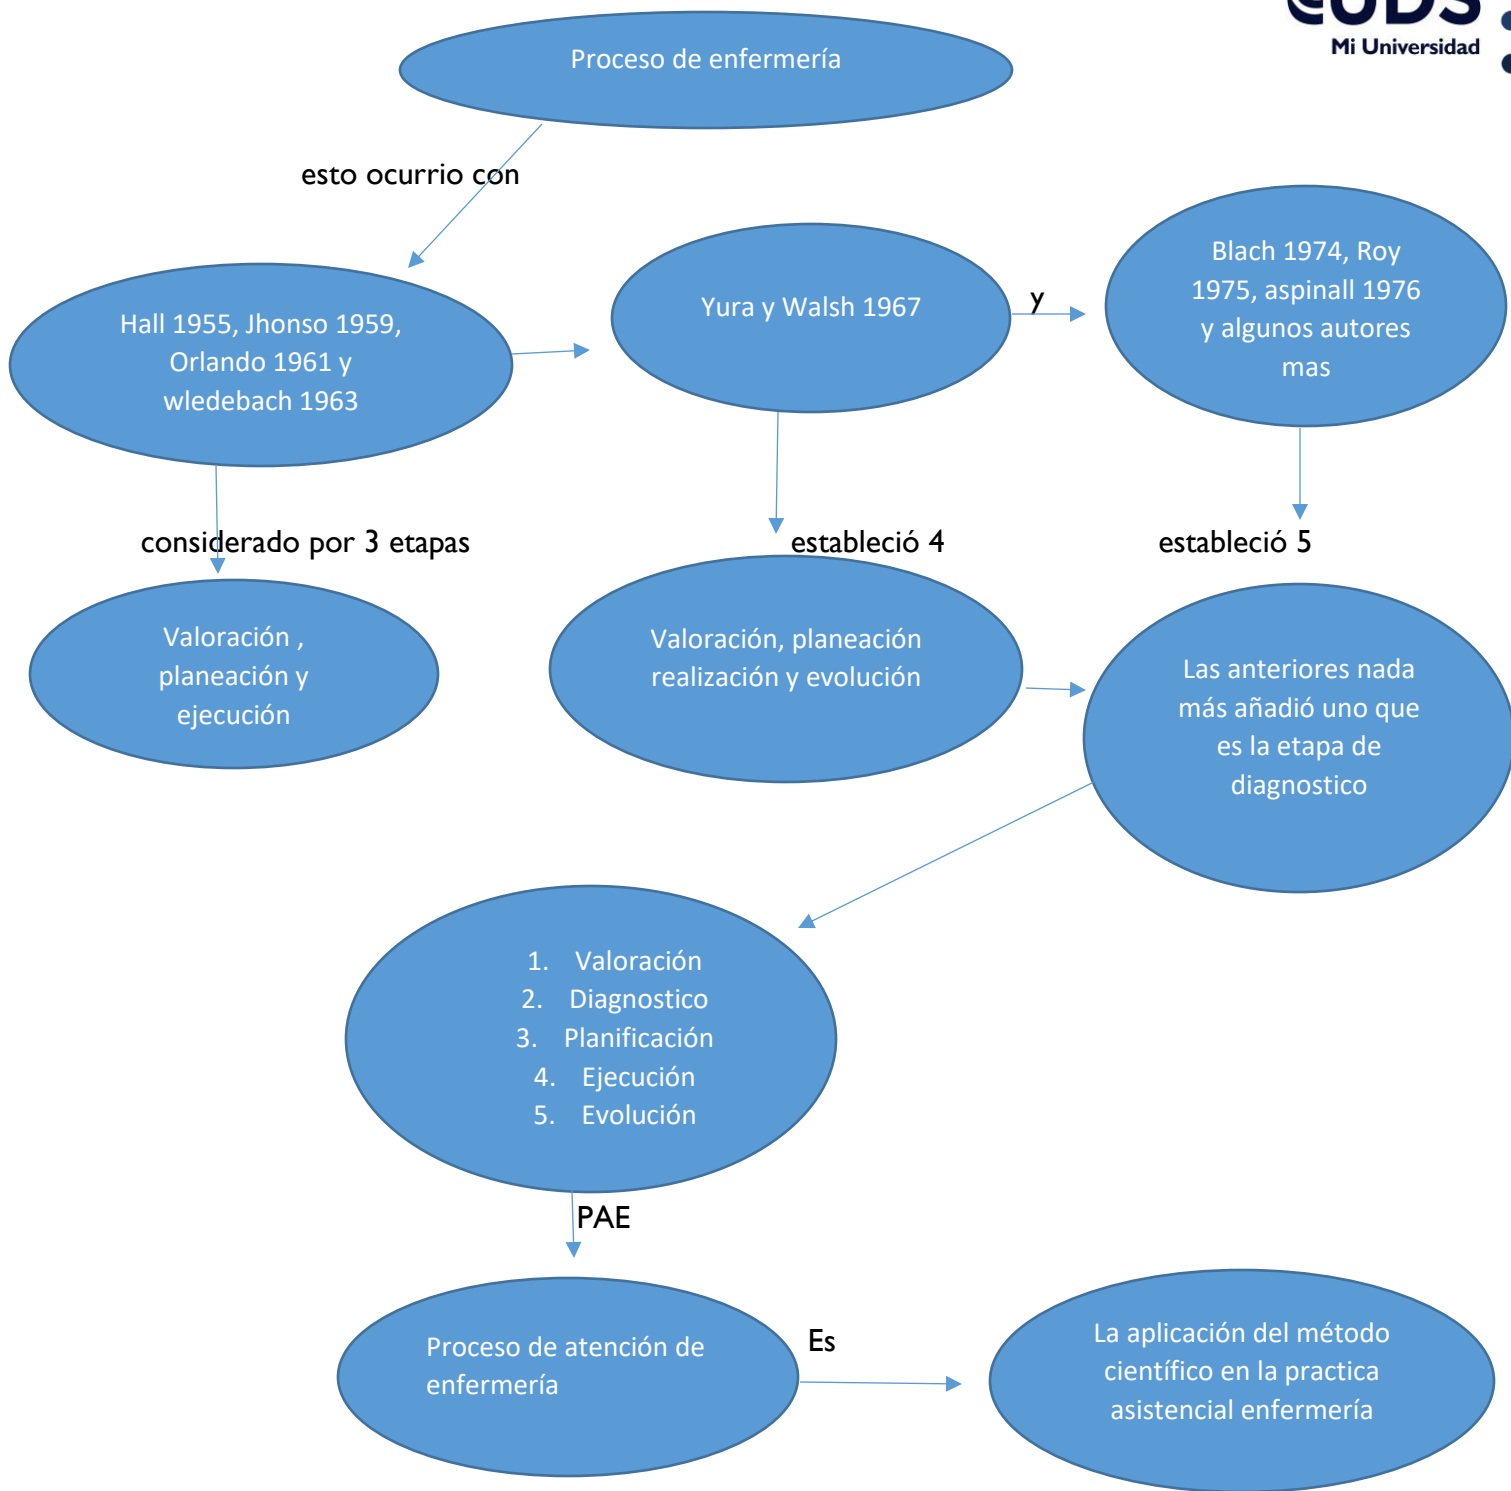 Mi Universidad
Proceso de enfermería
esto ocurrio con
Hall 1955, Jhonso 1959,
Orlando 1961 y
wledebach 1963
Yura y Walsh 1967
y
Blach 1974, Roy
1975, aspinall 1976
y algunos autores
mas
considerado por 3 etapas
estableció 4
estableció 5
Valoración ,
planeación y
ejecución
Valoración, planeación
realización y evolución
Las anteriores nada
más añadió uno que
es la etapa de
diagnostico
1. Valoración
2. Diagnostico
3. Planificación
4. Ejecución
5. Evolución
PAE
Proceso de atención de
enfermería
Es
La aplicación del método
científico en la practica
asistencial enfermería